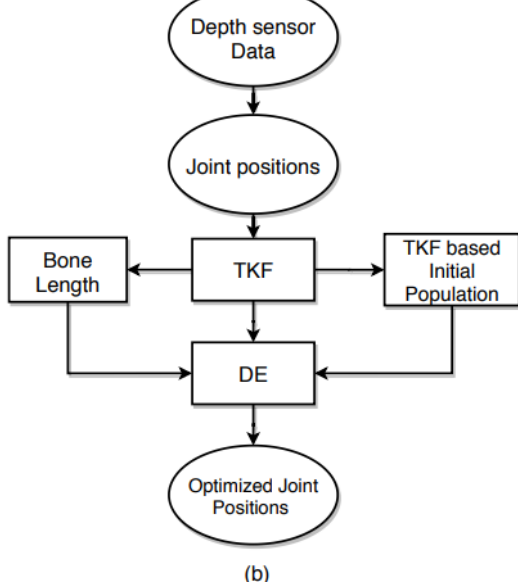 Depth sensor
Data
Joint positions
Bone
Length
TKF
TKF based
Initial
Population
DE
Optimized Joint
Positions
(b)